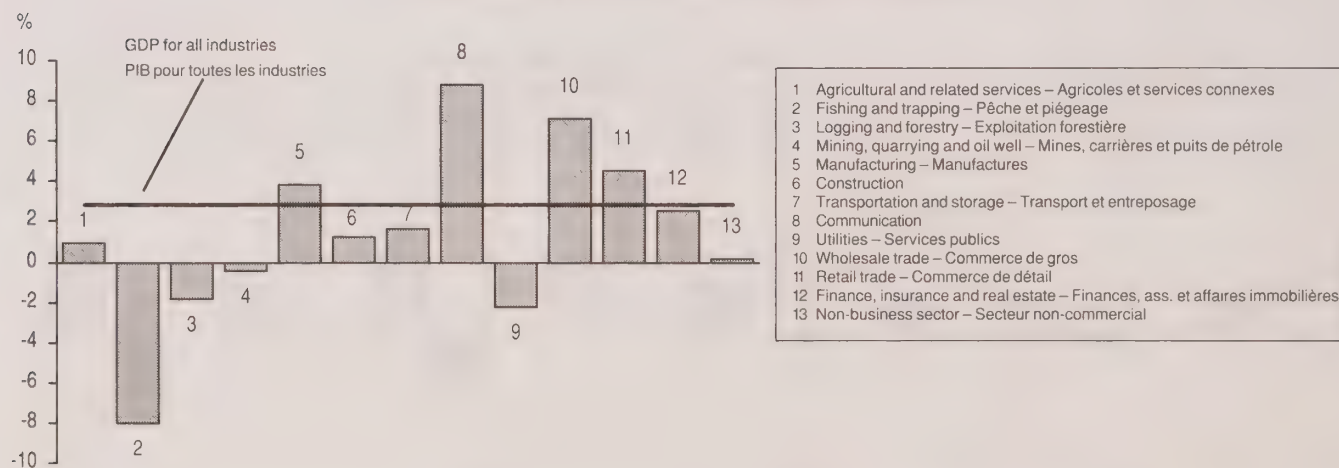 %
GDP for all industries
PIB pour toutes les industries
10
8
6
4
2
0
-2
-4
-6
-8
-10
1
2
3
4
5
6
7
8
9
10
11
12
13
1 Agricultural and related services – Agricoles et services connexes
2 Fishing and trapping – Pêche et piégeage
3 Logging and forestry – Exploitation forestière
4 Mining, quarrying and oil well – Mines, carrières et puits de pétrole
5 Manufacturing – Manufactures
6 Construction
7 Transportation and storage – Transport et entreposage
8 Communication
9 Utilities – Services publics
10 Wholesale trade – Commerce de gros
11 Retail trade – Commerce de détail
12 Finance, insurance and real estate – Finances, ass. et affaires immobilières
13 Non-business sector – Secteur non-commercial